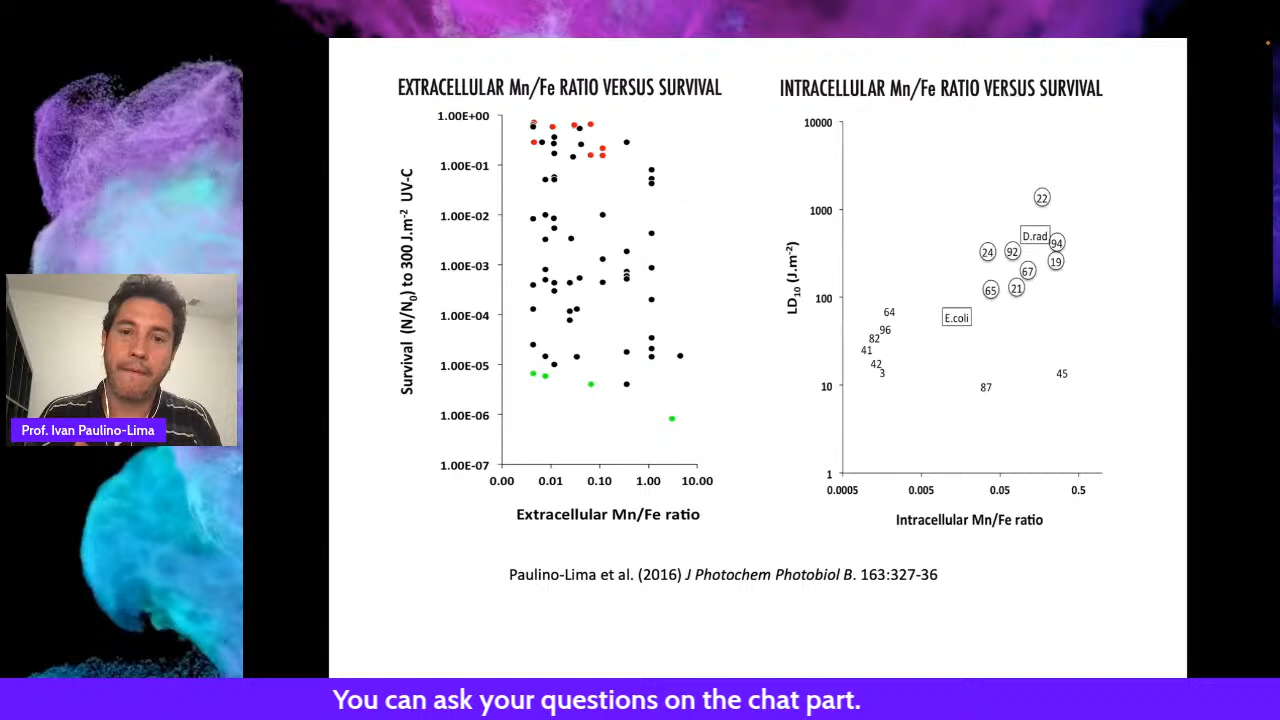 EXTRACELLULAR Mn/Fe RATIO VERSUS SURVIVAL
1.00E+00
1.00E-01
1.00E-02
1.00E-03
1.00E-04
1.00E-05
1.00E-06
1.00E-07
Survival (N/N0) to 300 J.m-2 UV-C
0.00 0.01 0.10 1.00 10.00
Extracellular Mn/Fe ratio
INTRACELLULAR Mn/Fe RATIO VERSUS SURVIVAL
10000
1000
100
10
1
LD10 (J.m-2)
22
D.rad.
94
24
92
19
67
65
21
64
E.coli
96
82
41
42
3
87
45
0.0005 0.005 0.05 0.5
Intracellular Mn/Fe ratio
Paulino-Lima et al. (2016) J Photochem Photobiol B. 163:327-36
Prof. Ivan Paulino-Lima
You can ask your questions on the chat part.